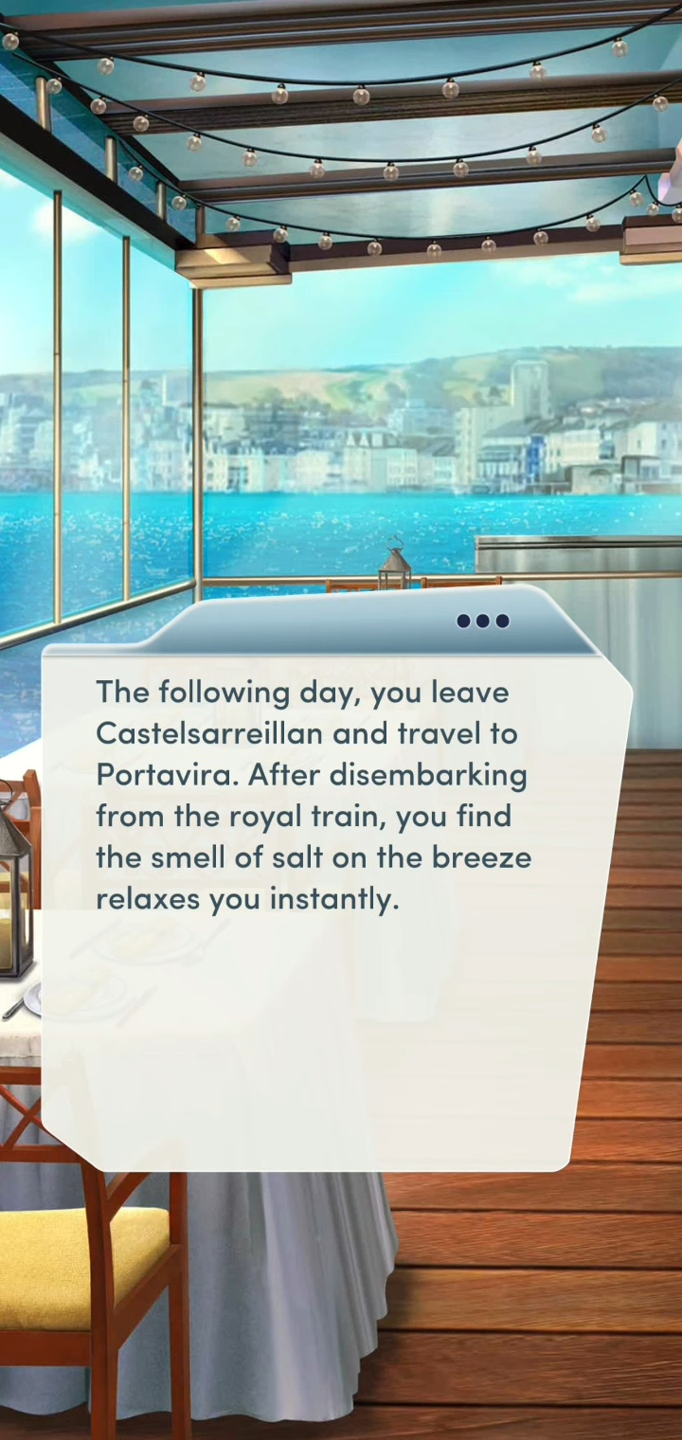 The following day, you leave
Castelsarreillan and travel to
Portavira. After disembarking
from the royal train, you find
the smell of salt on the breeze
relaxes you instantly.